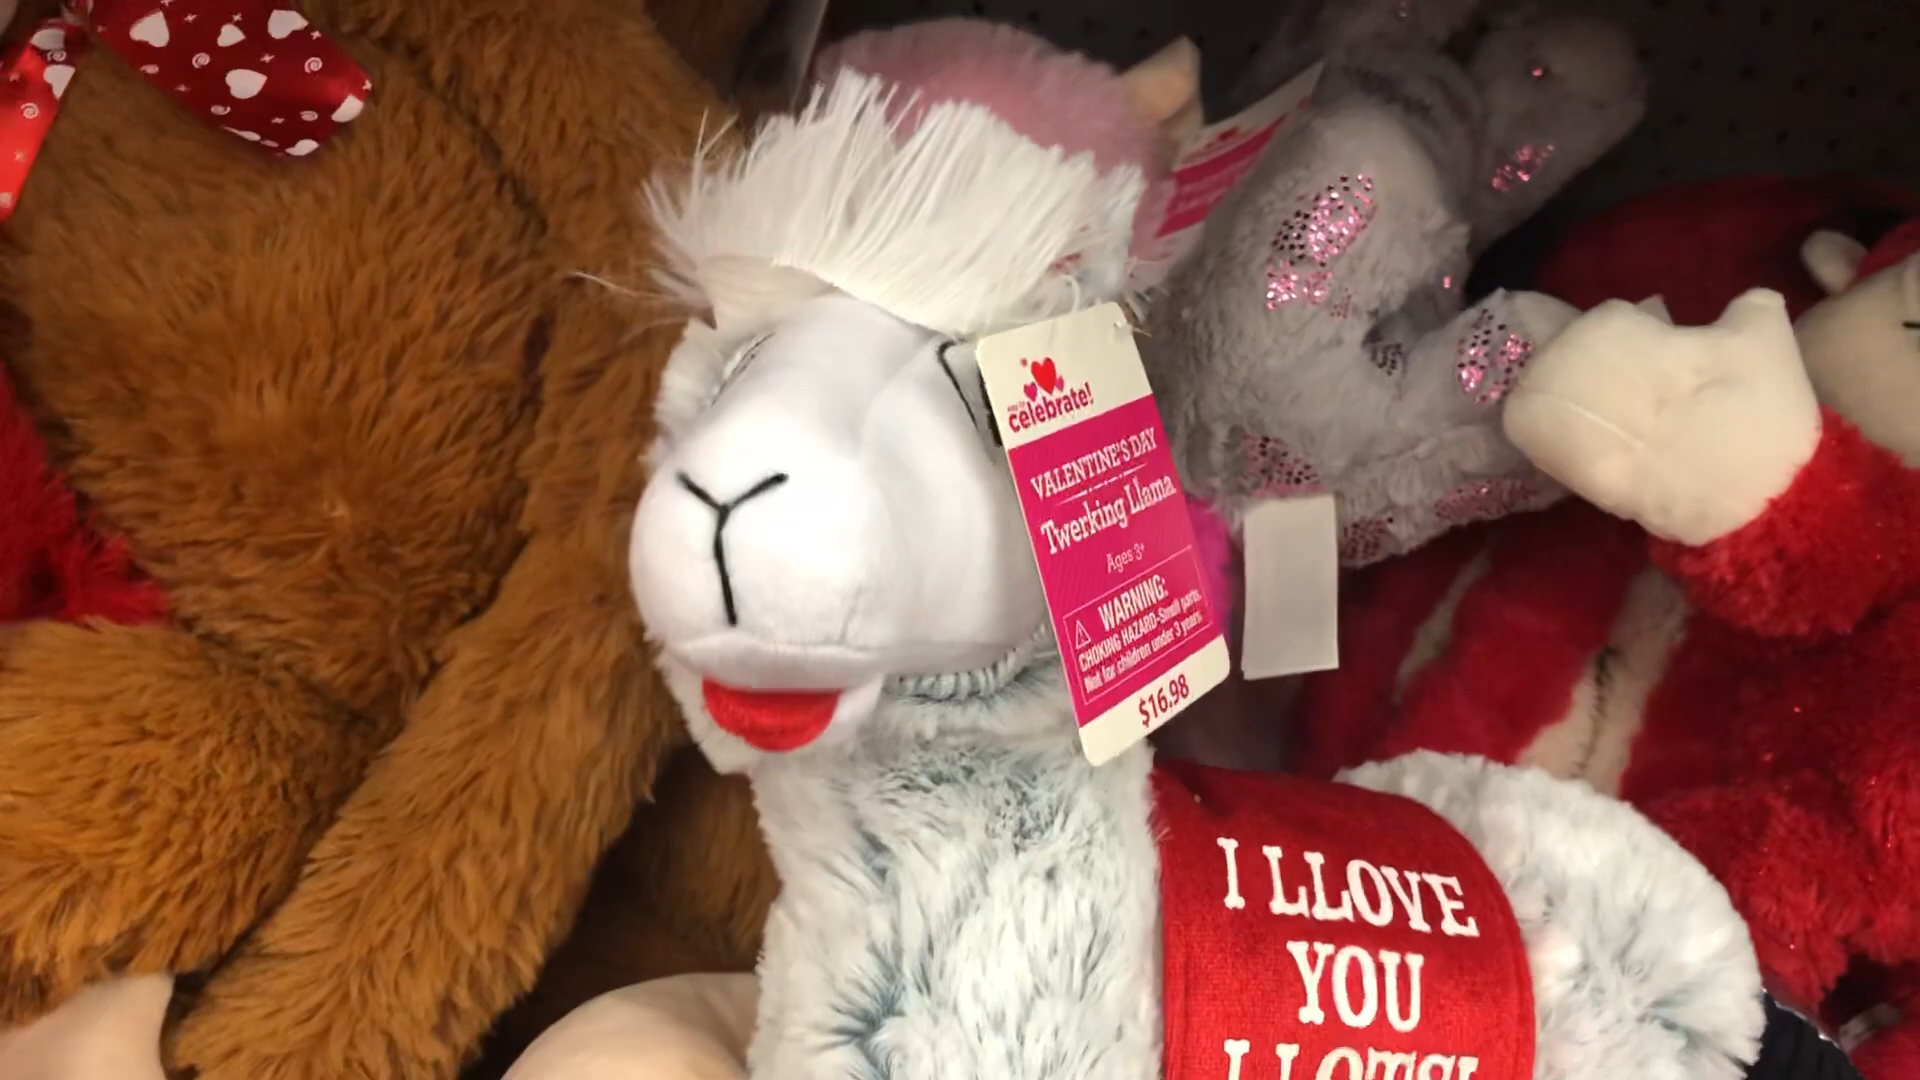 celebrate!
VALENTINE'S DAY
Twerking Llama
Ages 3+
WARNING:
CHOKING HAZARD-Small parts.
Not for children under 3 years.
$16.98
I LLOVE
YOU
LLOTS!